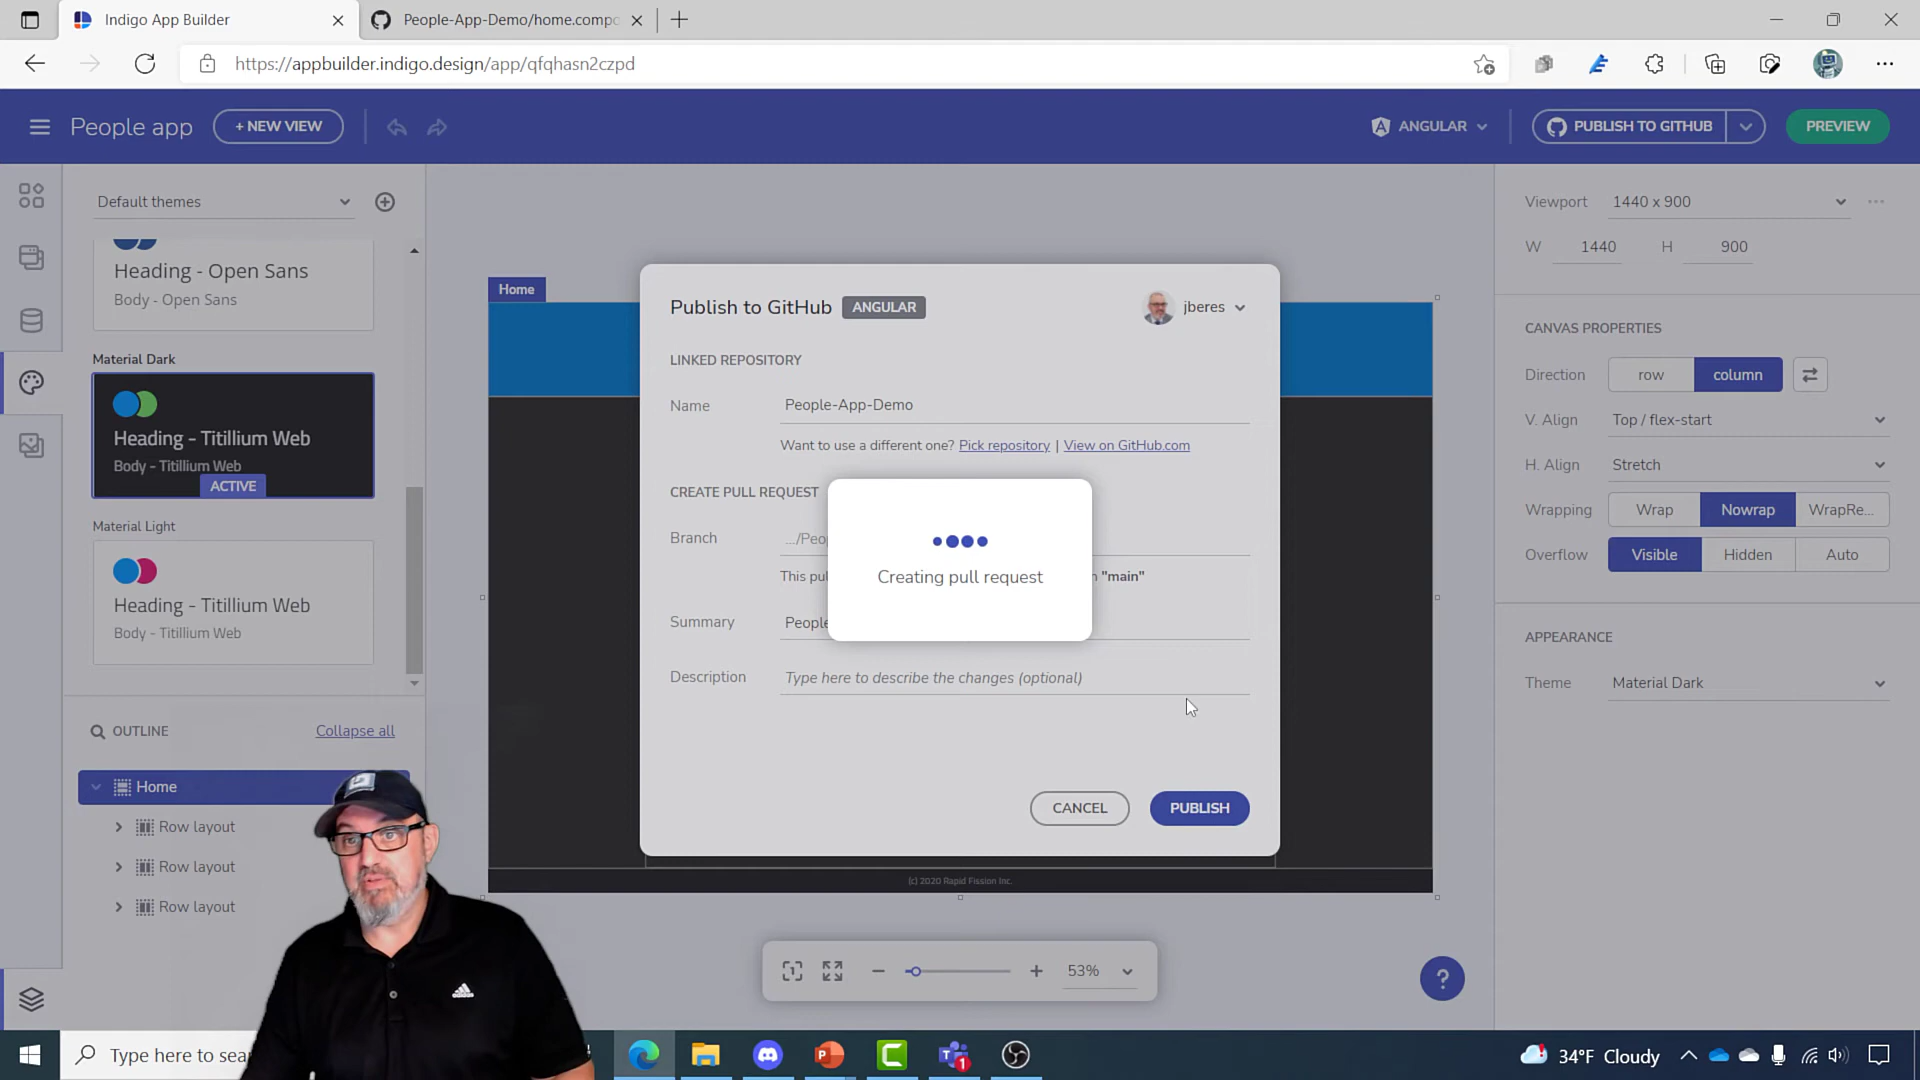 Indigo App Builder
People-App-Demo/home.compo
https://appbuilder.indigo.design/app/qfqhasn2czpd
People app
+ NEW VIEW
ANGULAR
PUBLISH TO GITHUB
PREVIEW
Default themes
Heading - Open Sans
Body - Open Sans
Material Dark
Heading - Titillium Web
Body - Titillium Web
ACTIVE
Material Light
Heading - Titillium Web
Body - Titillium Web
OUTLINE
Collapse all
Home
Row layout
Row layout
Row layout
Home
Publish to GitHub
ANGULAR
jberes
LINKED REPOSITORY
Name
People-App-Demo
Want to use a different one? Pick repository | View on GitHub.com
CREATE PULL REQUEST
Branch
.../Peo
This pul
"main"
Summary
People
Description
Type here to describe the changes (optional)
Creating pull request
CANCEL
PUBLISH
(c) 2020 Rapid Fission Inc.
53%
?
Viewport
1440 x 900
W
1440
H
900
CANVAS PROPERTIES
Direction
row
column
V. Align
Top / flex-start
H. Align
Stretch
Wrapping
Wrap
Nowrap
WrapRe...
Overflow
Visible
Hidden
Auto
APPEARANCE
Theme
Material Dark
Type here to sea
1
34°F Cloudy